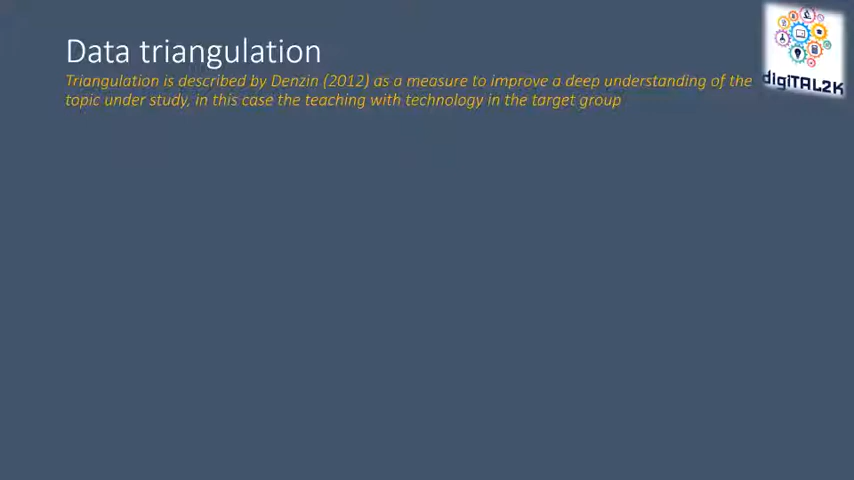 Data triangulation
Triangulation is described by Denzin (2012) as a measure to improve a deep understanding of the
topic under study, in this case the teaching with technology in the target group
digiTAL2K